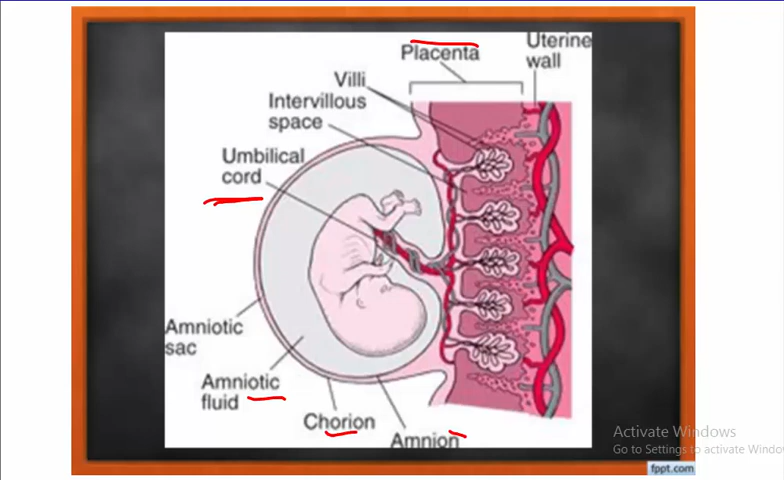 Placenta
Uterine
wall
Villi
Intervillous
space
Umbilical
cord
Amniotic
sac
Amniotic
fluid
Chorion
Amnion
Activate Windows
Go to Settings to activate Windo
fppt.com